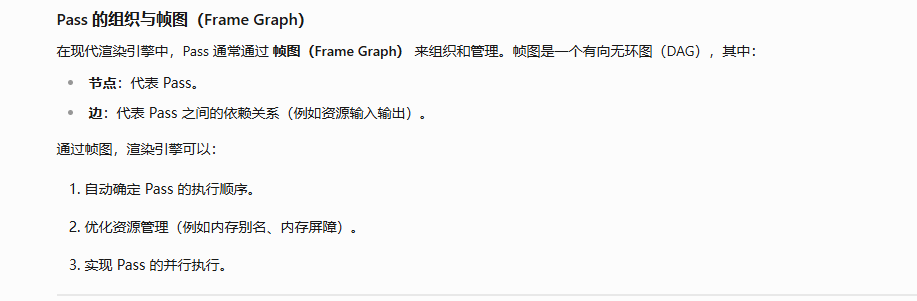 Pass 的组织与帧图（Frame Graph）
在现代渲染引擎中，Pass 通常通过 帧图（Frame Graph） 来组织和管理。帧图是一个有向无环图（DAG），其中：
• 节点：代表 Pass。
• 边：代表 Pass 之间的依赖关系（例如资源输入输出）。
通过帧图，渲染引擎可以：
1. 自动确定 Pass 的执行顺序。
2. 优化资源管理（例如内存别名、内存屏障）。
3. 实现 Pass 的并行执行。